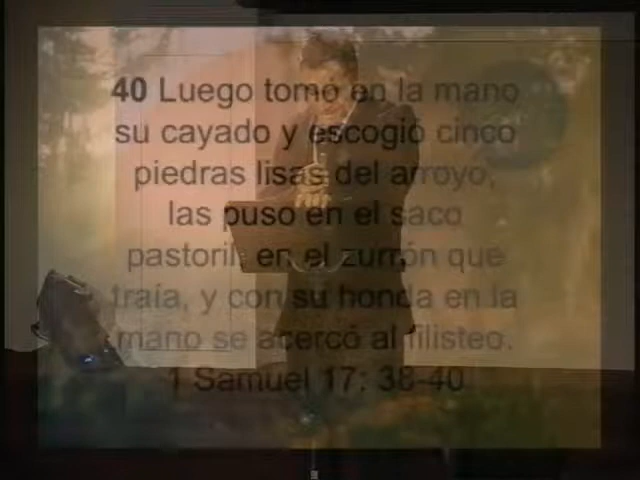 40 Luego tomó en la mano
su cayado y escogió cinco
piedras lisas del arroyo,
las puso en el saco
pastoril, en el zurrón que
traía, y con su honda en la
mano se acercó al filisteo.
1 Samuel 17: 38-40